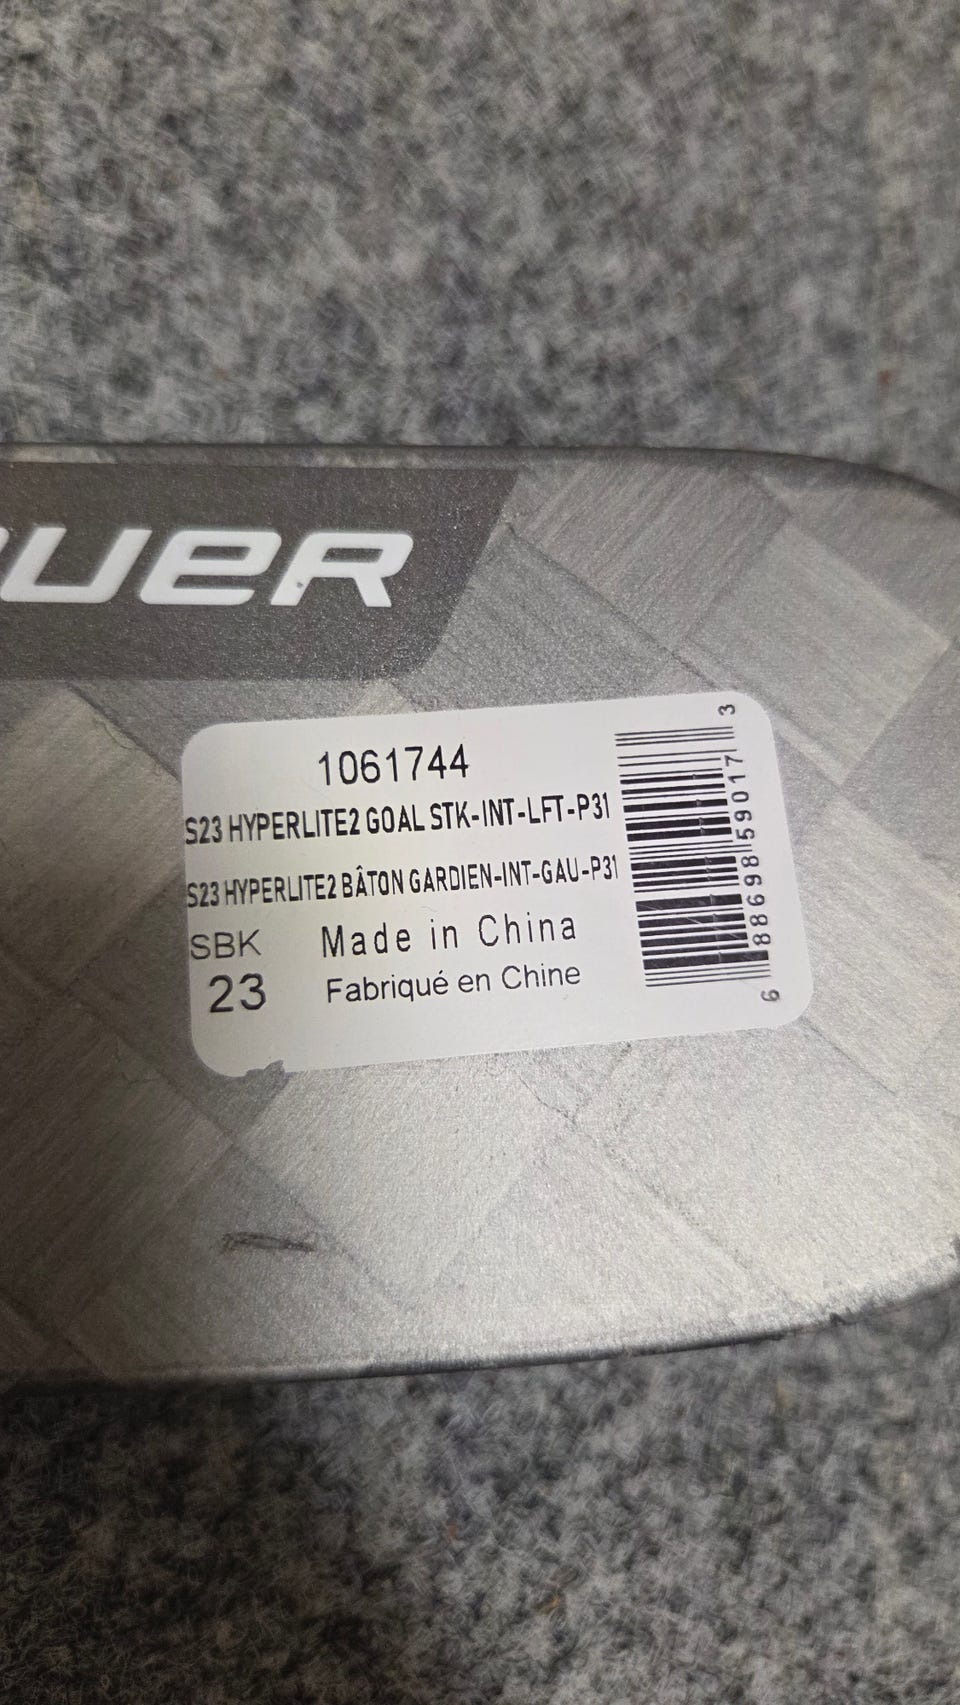 BAUER
1061744
S23 HYPERLITE2 GOAL STK-INT-LFT-P31
S23 HYPERLITE2 BÂTON GARDIEN-INT-GAU-P31
SBK Made in China
23 Fabriqué en Chine
6 88698 59017 3